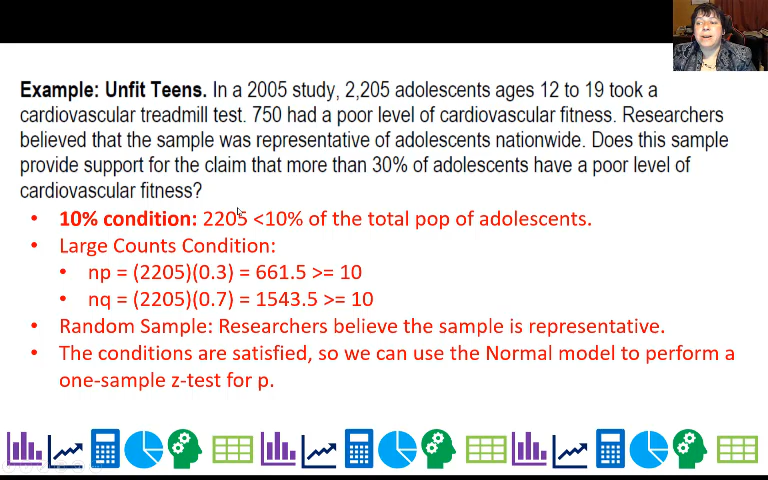 Example: Unfit Teens. In a 2005 study, 2,205 adolescents ages 12 to 19 took a
cardiovascular treadmill test. 750 had a poor level of cardiovascular fitness. Researchers
believed that the sample was representative of adolescents nationwide. Does this sample
provide support for the claim that more than 30% of adolescents have a poor level of
cardiovascular fitness?
• 10% condition: 2205 <10% of the total pop of adolescents.
• Large Counts Condition:
• np = (2205)(0.3) = 661.5 >= 10
• nq = (2205)(0.7) = 1543.5 >= 10
• Random Sample: Researchers believe the sample is representative.
• The conditions are satisfied, so we can use the Normal model to perform a
one-sample z-test for p.